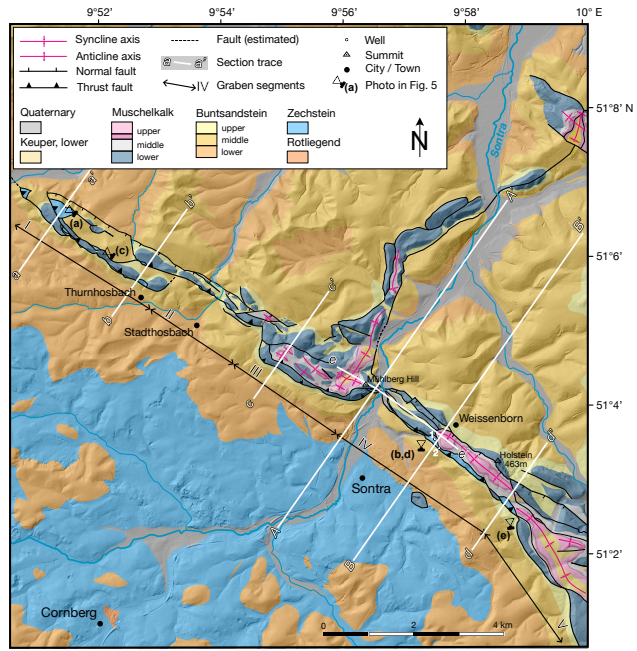 9°52'
9°54'
9°56'
9°58'
10° E
Syncline axis
Anticline axis
Normal fault
Thrust fault
Fault (estimated)
a a' Section trace
IV Graben segments
Well
Summit
City / Town
(a) Photo in Fig. 5
Quaternary
Keuper, lower
Muschelkalk
upper
middle
lower
Buntsandstein
upper
middle
lower
Zechstein
Rotliegend
N
51°8' N
Sontra
A'
a'
I
(a)
b'
B'
(c)
51°6'
a
Thurnhosbach
c'
b
II
Stadthosbach
e'
III
Mühlberg Hill
c
51°4'
Weissenborn
d'
IV
1
2
e
(b,d)
Holstein
463m
Sontra
A
(e)
d
B
51°2'
V
Cornberg
0 2 4 km